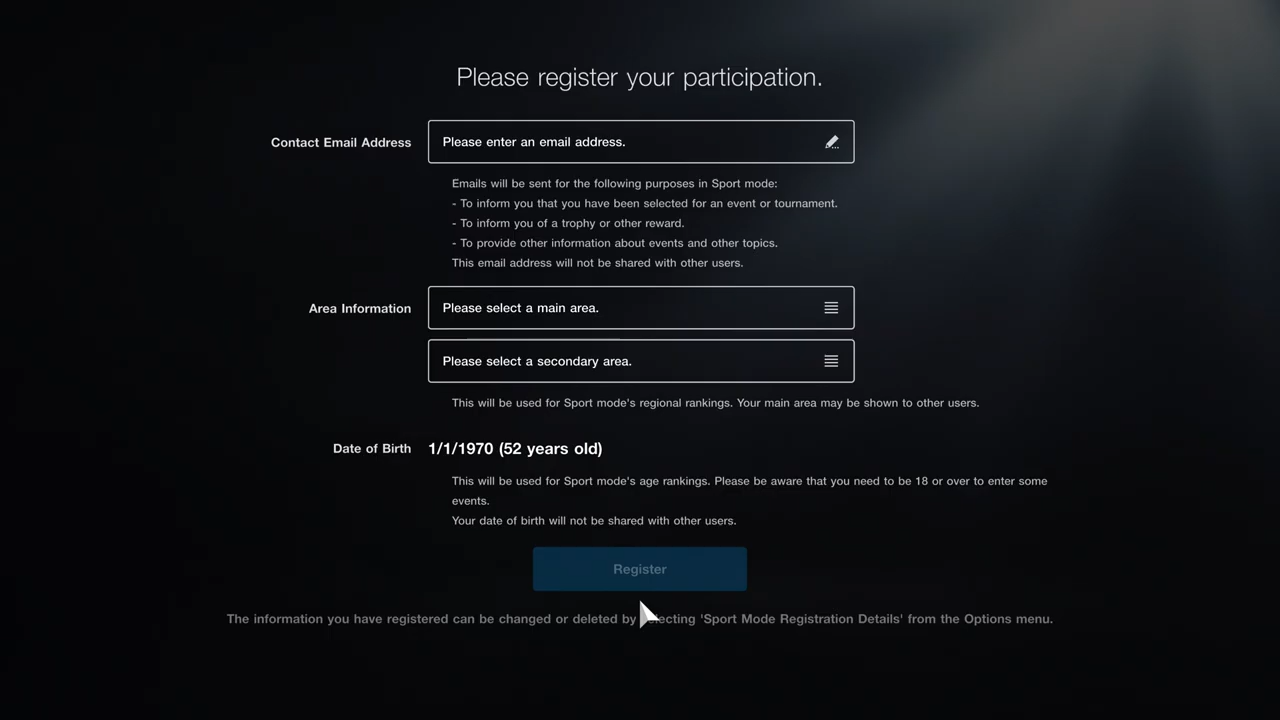 Please register your participation.
Contact Email Address
Please enter an email address.
Emails will be sent for the following purposes in Sport mode:
- To inform you that you have been selected for an event or tournament.
- To inform you of a trophy or other reward.
- To provide other information about events and other topics.
This email address will not be shared with other users.
Area Information
Please select a main area.
Please select a secondary area.
This will be used for Sport mode's regional rankings. Your main area may be shown to other users.
Date of Birth
1/1/1970 (52 years old)
This will be used for Sport mode's age rankings. Please be aware that you need to be 18 or over to enter some
events.
Your date of birth will not be shared with other users.
Register
The information you have registered can be changed or deleted by 'Sport Mode Registration Details' from the Options menu.